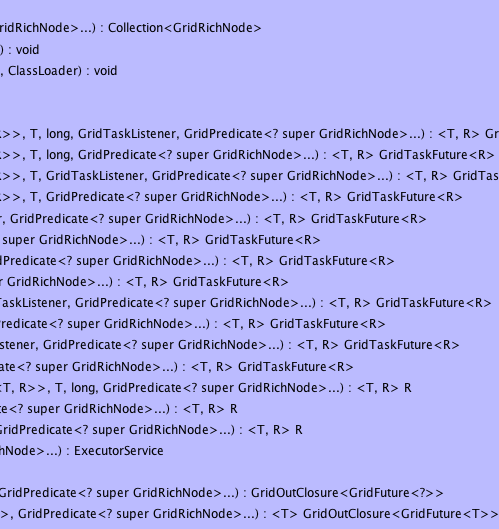 ridRichNode>...) : Collection<GridRichNode>
) : void
, ClassLoader) : void
>>, T, long, GridTaskListener, GridPredicate<? super GridRichNode>...) : <T, R> Gr
>>, T, long, GridPredicate<? super GridRichNode>...) : <T, R> GridTaskFuture<R>
>>, T, GridTaskListener, GridPredicate<? super GridRichNode>...) : <T, R> GridTas
>>, T, GridPredicate<? super GridRichNode>...) : <T, R> GridTaskFuture<R>
r, GridPredicate<? super GridRichNode>...) : <T, R> GridTaskFuture<R>
super GridRichNode>...) : <T, R> GridTaskFuture<R>
dPredicate<? super GridRichNode>...) : <T, R> GridTaskFuture<R>
r GridRichNode>...) : <T, R> GridTaskFuture<R>
TaskListener, GridPredicate<? super GridRichNode>...) : <T, R> GridTaskFuture<R>
redicate<? super GridRichNode>...) : <T, R> GridTaskFuture<R>
stener, GridPredicate<? super GridRichNode>...) : <T, R> GridTaskFuture<R>
ate<? super GridRichNode>...) : <T, R> GridTaskFuture<R>
<T, R>>, T, long, GridPredicate<? super GridRichNode>...) : <T, R> R
te<? super GridRichNode>...) : <T, R> R
GridPredicate<? super GridRichNode>...) : <T, R> R
hNode>...) : ExecutorService
GridPredicate<? super GridRichNode>...) : GridOutClosure<GridFuture<?>>
>, GridPredicate<? super GridRichNode>...) : <T> GridOutClosure<GridFuture<T>>